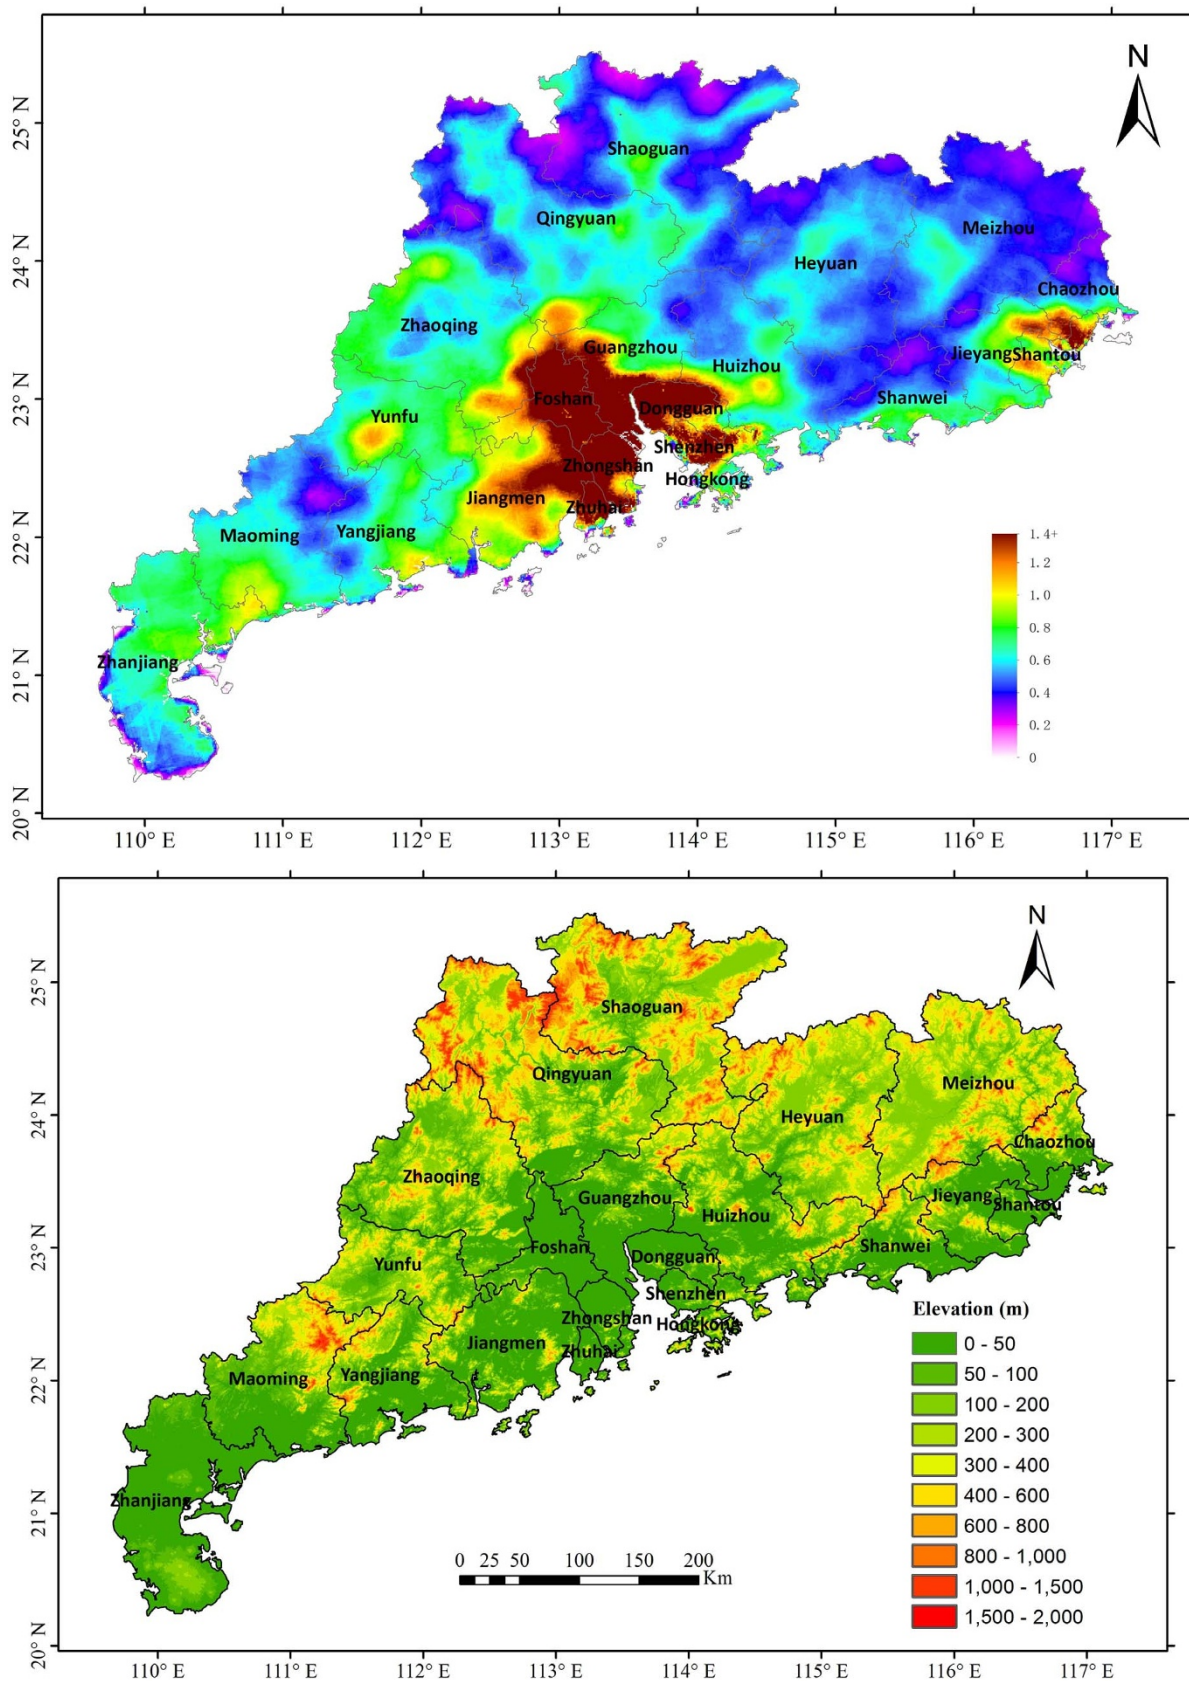 N
25° N
24° N
23° N
22° N
21° N
20° N
Shaoguan
Qingyuan
Meizhou
Heyuan
Chaozhou
Zhaoqing
Guangzhou
Jieyang
Shantou
Huizhou
Foshan
Dongguan
Shanwei
Yunfu
Shenzhen
Zhongshan
Hongkong
Jiangmen
Zhuhai
Maoming
Yangjiang
Zhanjiang
1.4+
1.2
1.0
0.8
0.6
0.4
0.2
0
110° E 111° E 112° E 113° E 114° E 115° E 116° E 117° E
N
25° N
24° N
23° N
22° N
21° N
20° N
Shaoguan
Qingyuan
Meizhou
Heyuan
Chaozhou
Zhaoqing
Guangzhou
Jieyang
Shantou
Huizhou
Foshan
Dongguan
Shanwei
Yunfu
Shenzhen
Zhongshan
Hongkong
Jiangmen
Zhuhai
Maoming
Yangjiang
Zhanjiang
Elevation (m)
0 - 50
50 - 100
100 - 200
200 - 300
300 - 400
400 - 600
600 - 800
800 - 1,000
1,000 - 1,500
1,500 - 2,000
0 25 50 100 150 200
Km
110° E 111° E 112° E 113° E 114° E 115° E 116° E 117° E